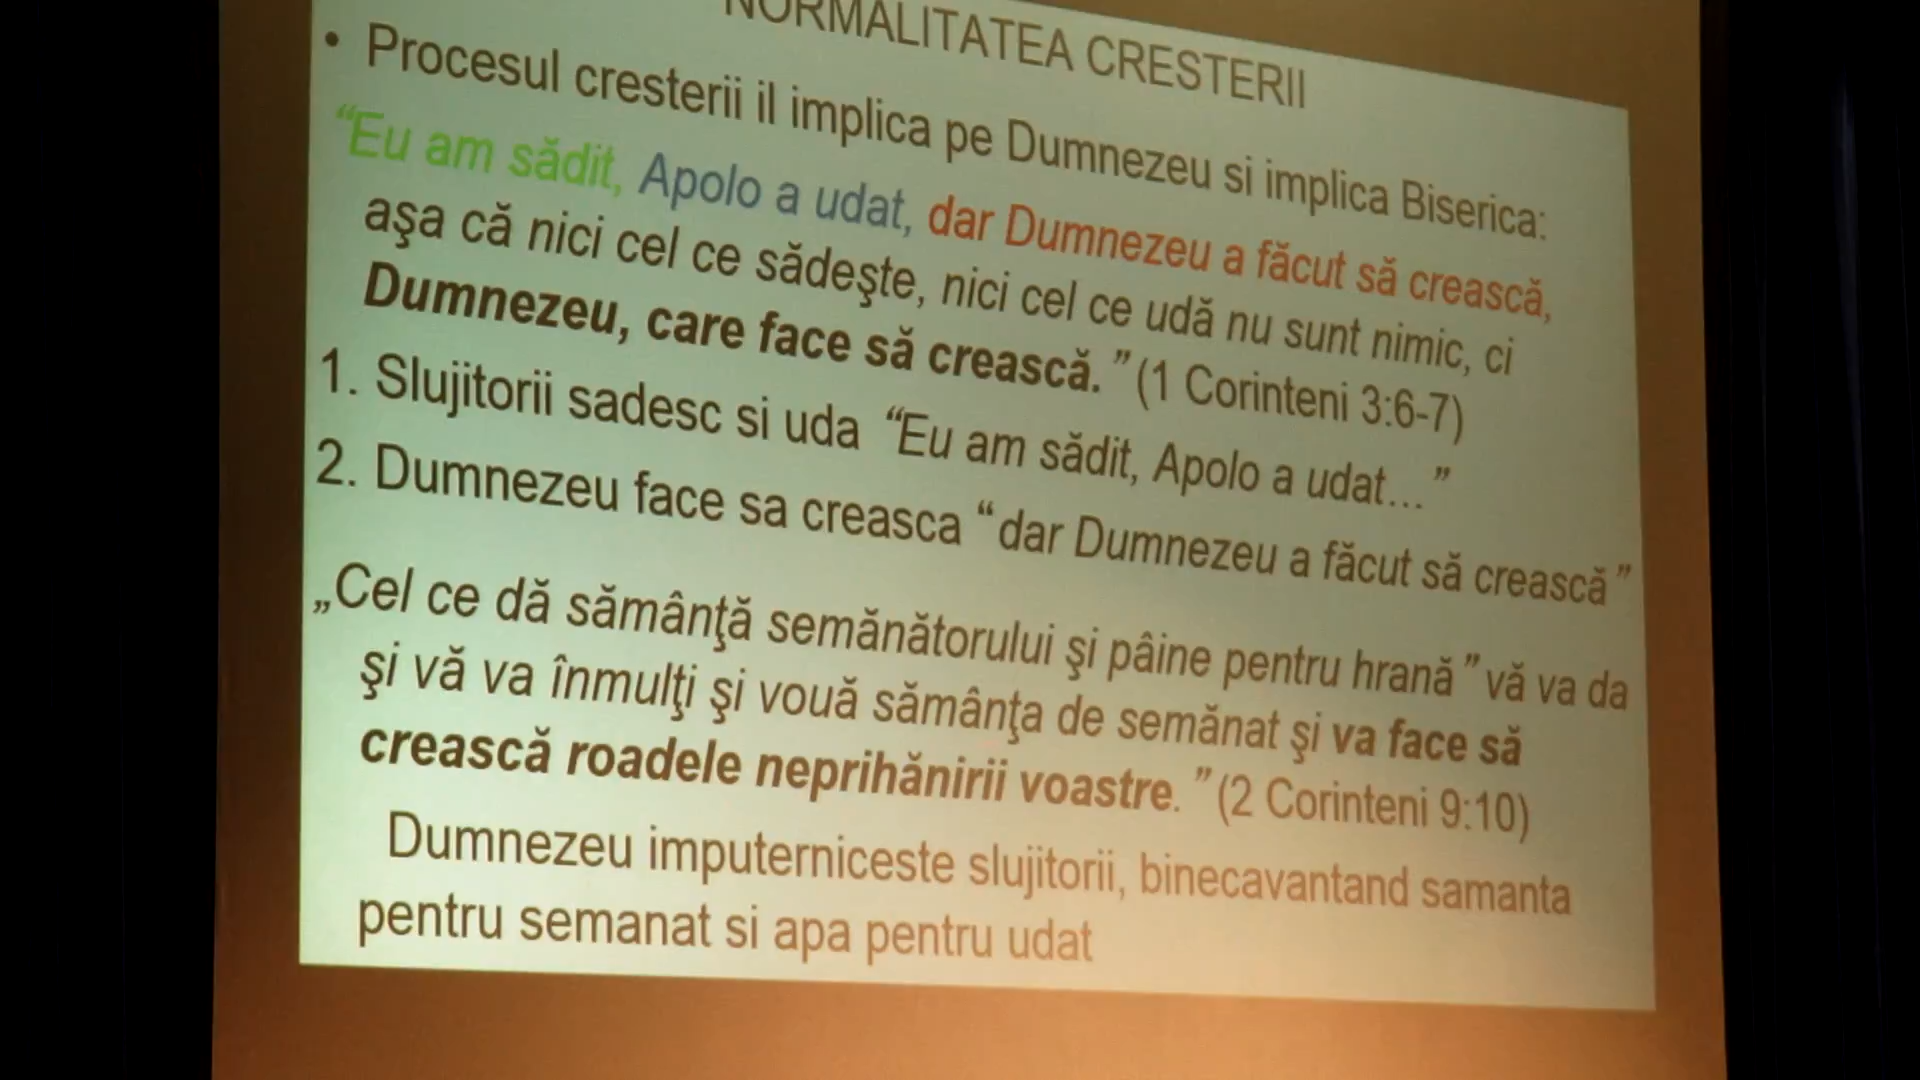 NORMALITATEA CRESTERII
• Procesul cresterii il implica pe Dumnezeu si implica Biserica:
“Eu am sădit, Apolo a udat, dar Dumnezeu a făcut să crească,
aşa că nici cel ce sădeşte, nici cel ce udă nu sunt nimic, ci
Dumnezeu, care face să crească.” (1 Corinteni 3:6-7)
1. Slujitorii sadesc si uda “Eu am sădit, Apolo a udat…”
2. Dumnezeu face sa creasca “dar Dumnezeu a făcut să crească”
„Cel ce dă sămânţă semănătorului şi pâine pentru hrană” vă va da
şi vă va înmulţi şi vouă sămânţa de semănat şi va face să
crească roadele neprihănirii voastre.” (2 Corinteni 9:10)
Dumnezeu imputerniceste slujitorii, binecavantand samanta
pentru semanat si apa pentru udat